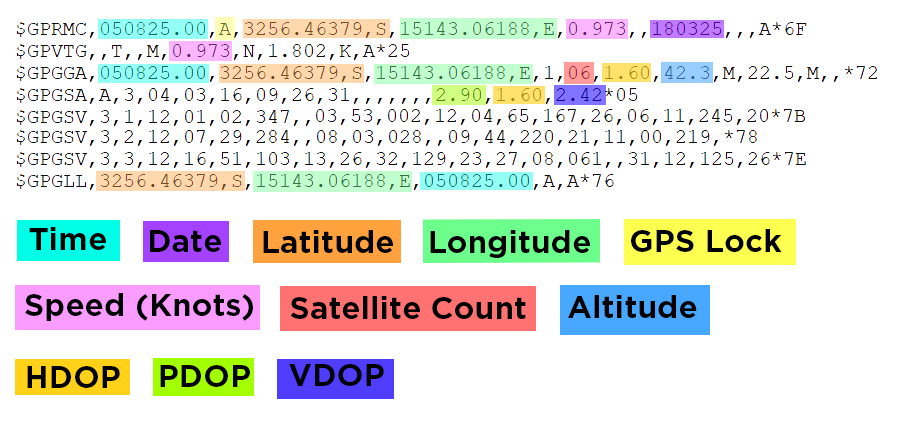 $GPRMC,050825.00,A,3256.46379,S,15143.06188,E,0.973,,180325,,,A*6F
$GPVTG,,T,,M,0.973,N,1.802,K,A*25
$GPGGA,050825.00,3256.46379,S,15143.06188,E,1,06,1.60,42.3,M,22.5,M,,*72
$GPGSA,A,3,04,03,16,09,26,31,,,,,,,2.90,1.60,2.42*05
$GPGSV,3,1,12,01,02,347,,03,53,002,12,04,65,167,26,06,11,245,20*7B
$GPGSV,3,2,12,07,29,284,,08,03,028,,09,44,220,21,11,00,219,*78
$GPGSV,3,3,12,16,51,103,13,26,32,129,23,27,08,061,,31,12,125,26*7E
$GPGLL,3256.46379,S,15143.06188,E,050825.00,A,A*76
Time Date Latitude Longitude GPS Lock
Speed (Knots) Satellite Count Altitude
HDOP PDOP VDOP